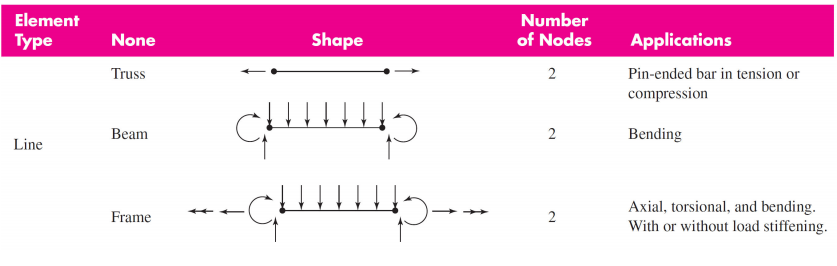 Element
Type None Shape Number
of Nodes Applications
Truss 2 Pin-ended bar in tension or
compression
Line
Beam 2 Bending
Frame 2 Axial, torsional, and bending.
With or without load stiffening.